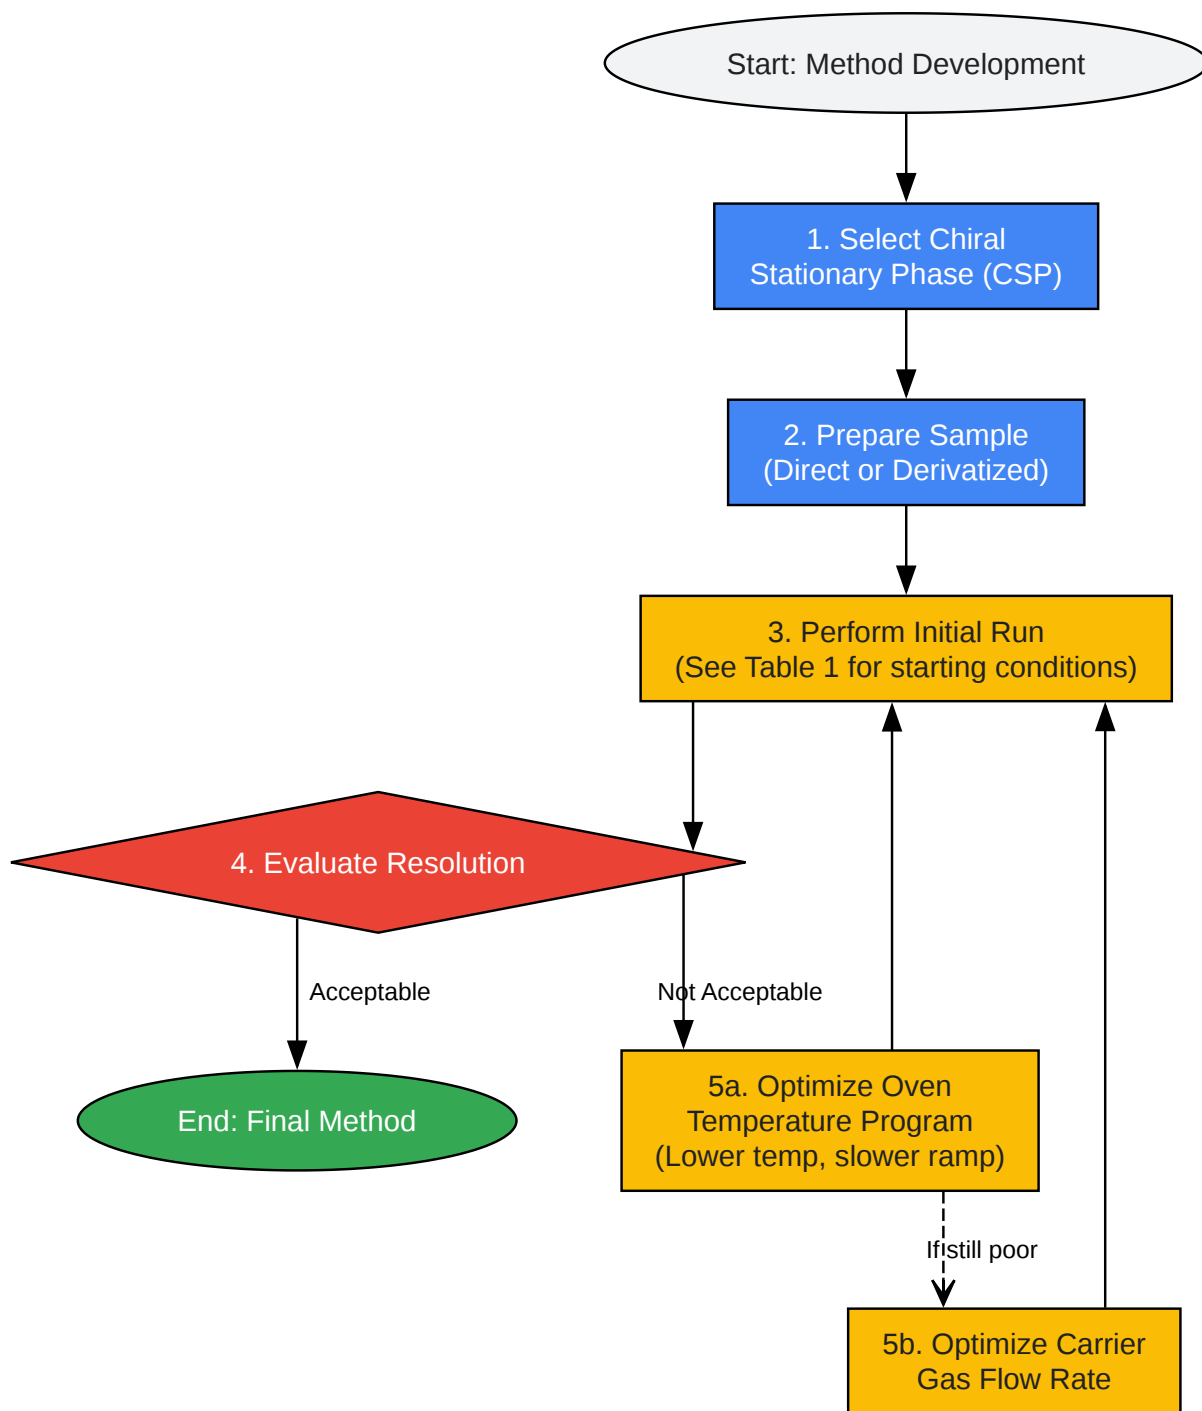 Start: Method Development
1. Select Chiral
Stationary Phase (CSP)
2. Prepare Sample
(Direct or Derivatized)
3. Perform Initial Run
(See Table 1 for starting conditions)
4. Evaluate Resolution
Acceptable
Not Acceptable
End: Final Method
5a. Optimize Oven
Temperature Program
(Lower temp, slower ramp)
If still poor
5b. Optimize Carrier
Gas Flow Rate